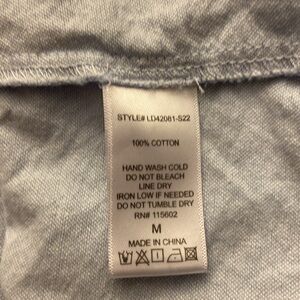 STYLE# LD42081-S22
100% COTTON
HAND WASH COLD
DO NOT BLEACH
LINE DRY
IRON LOW IF NEEDED
DO NOT TUMBLE DRY
RN# 115602
M
MADE IN CHINA